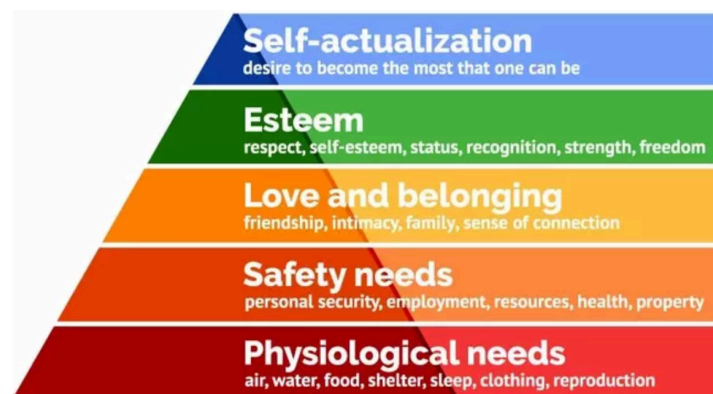 Self-actualization
desire to become the most that one can be
Esteem
respect, self-esteem, status, recognition, strength, freedom
Love and belonging
friendship, intimacy, family, sense of connection
Safety needs
personal security, employment, resources, health, property
Physiological needs
air, water, food, shelter, sleep, clothing, reproduction